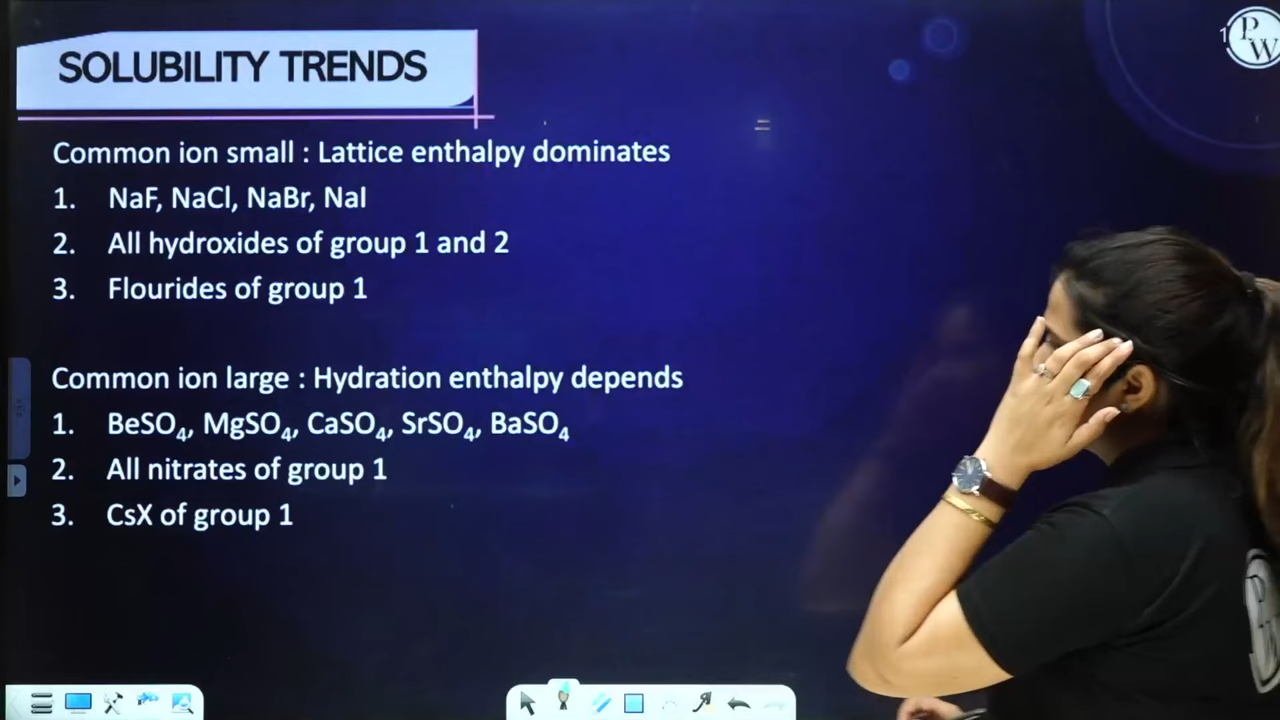 SOLUBILITY TRENDS
Common ion small : Lattice enthalpy dominates
1. NaF, NaCl, NaBr, NaI
2. All hydroxides of group 1 and 2
3. Flourides of group 1
Common ion large : Hydration enthalpy depends
1. BeSO₄, MgSO₄, CaSO₄, SrSO₄, BaSO₄
2. All nitrates of group 1
3. CsX of group 1
PW